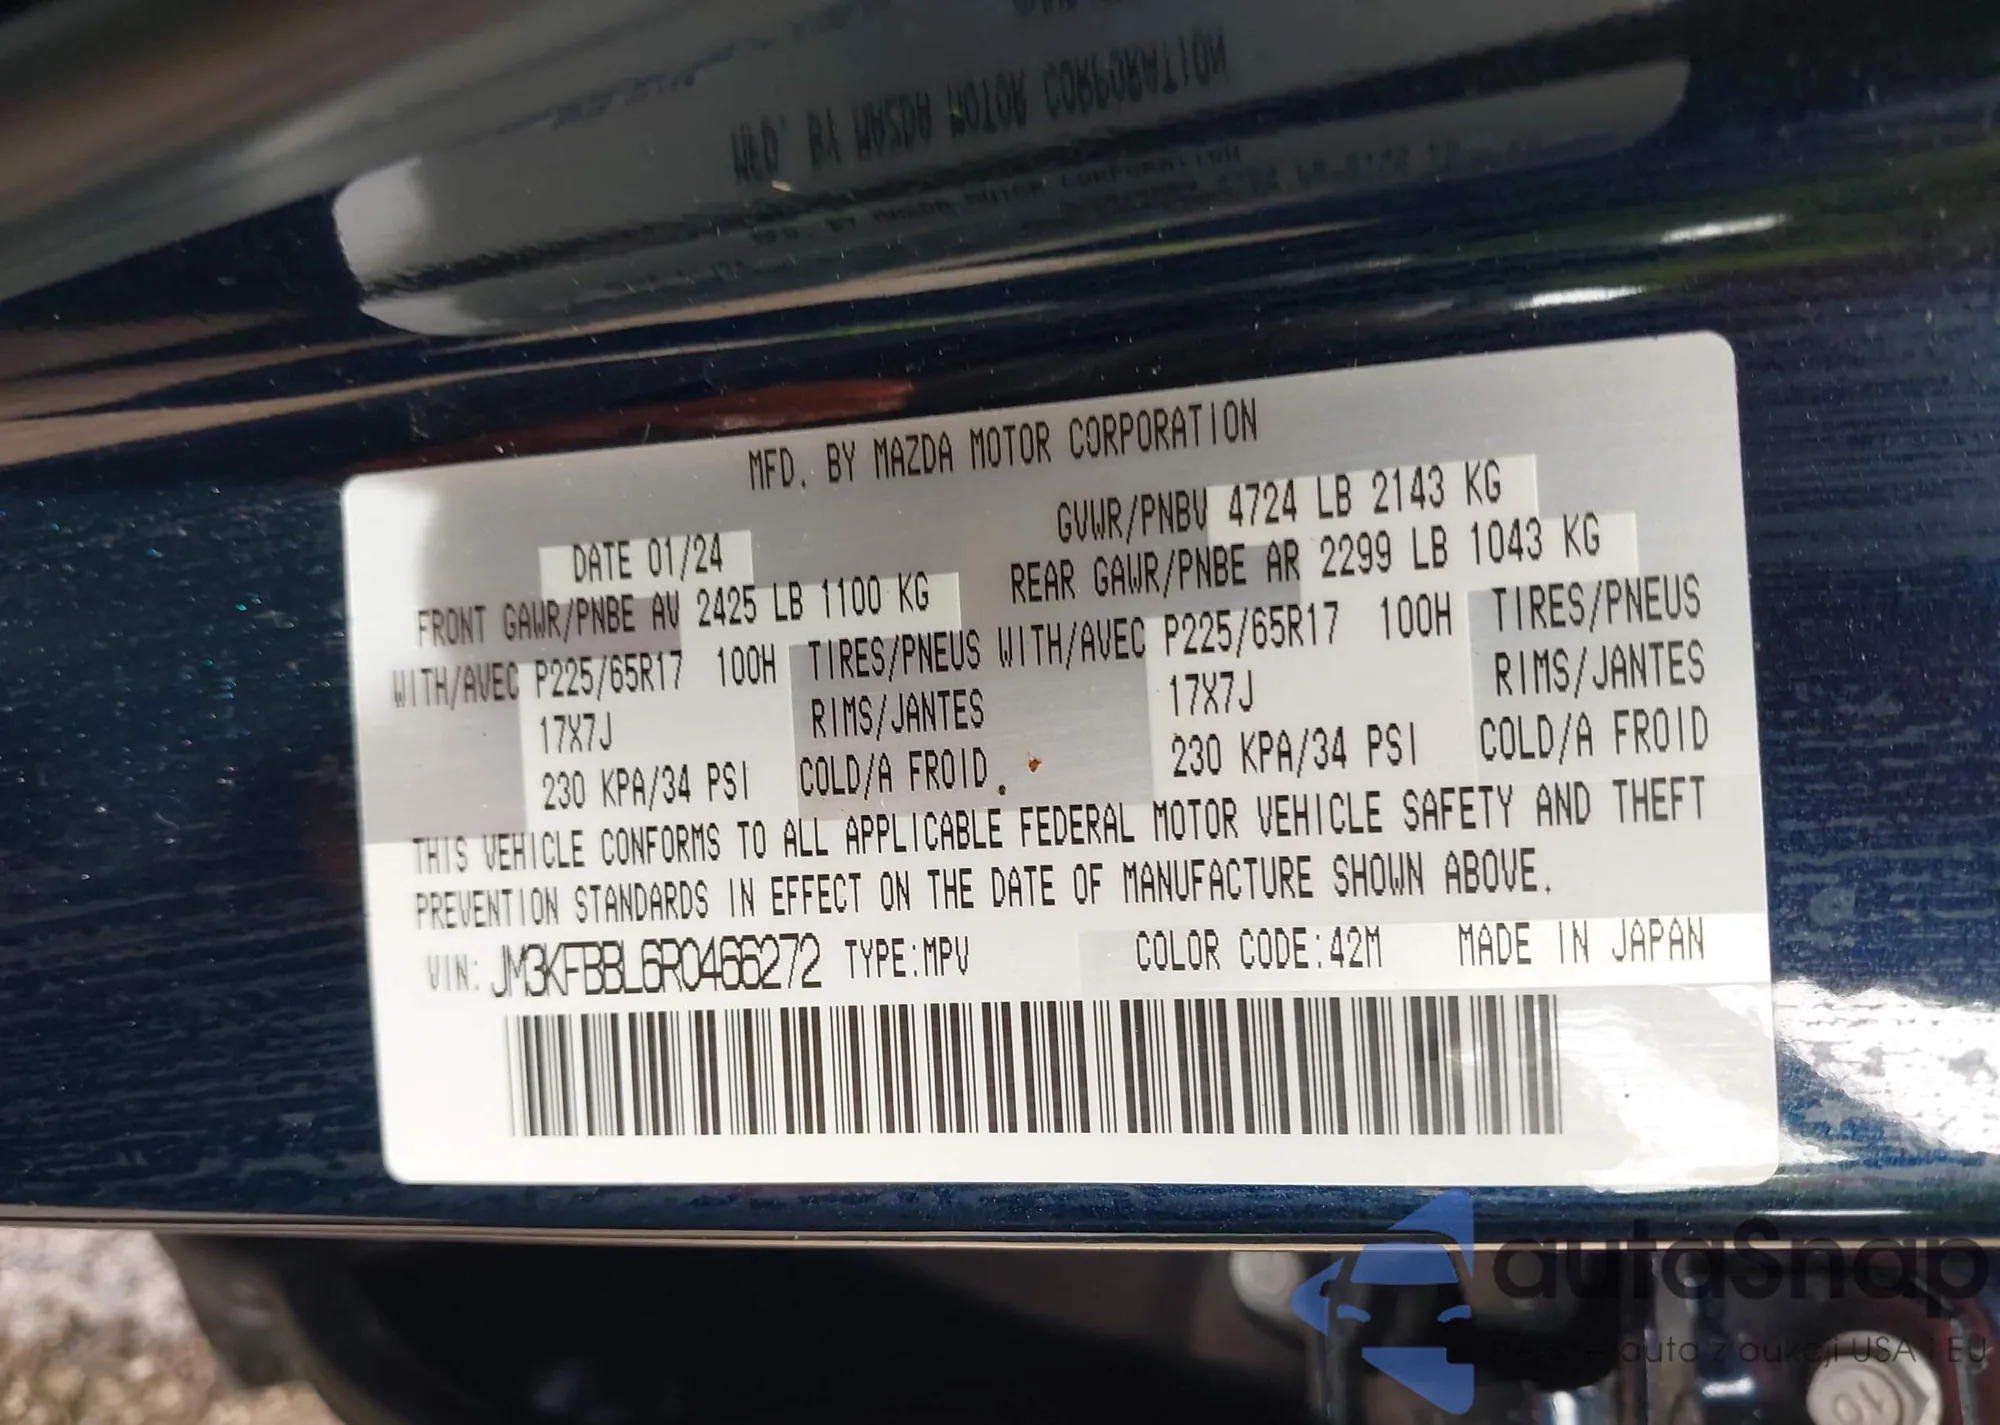 MFD. BY MAZDA MOTOR CORPORATION
DATE 01/24 GVWR/PNBV 4724 LB 2143 KG
FRONT GAWR/PNBE AV 2425 LB 1100 KG REAR GAWR/PNBE AR 2299 LB 1043 KG
WITH/AVEC P225/65R17 100H TIRES/PNEUS WITH/AVEC P225/65R17 100H TIRES/PNEUS
17X7J RIMS/JANTES 17X7J RIMS/JANTES
230 KPA/34 PSI COLD/A FROID. 230 KPA/34 PSI COLD/A FROID
THIS VEHICLE CONFORMS TO ALL APPLICABLE FEDERAL MOTOR VEHICLE SAFETY AND THEFT
PREVENTION STANDARDS IN EFFECT ON THE DATE OF MANUFACTURE SHOWN ABOVE.
VIN: JM3KFBBL6R0466272 TYPE:MPV COLOR CODE:42M MADE IN JAPAN
autoSnap
auto z aukcji USA i EU